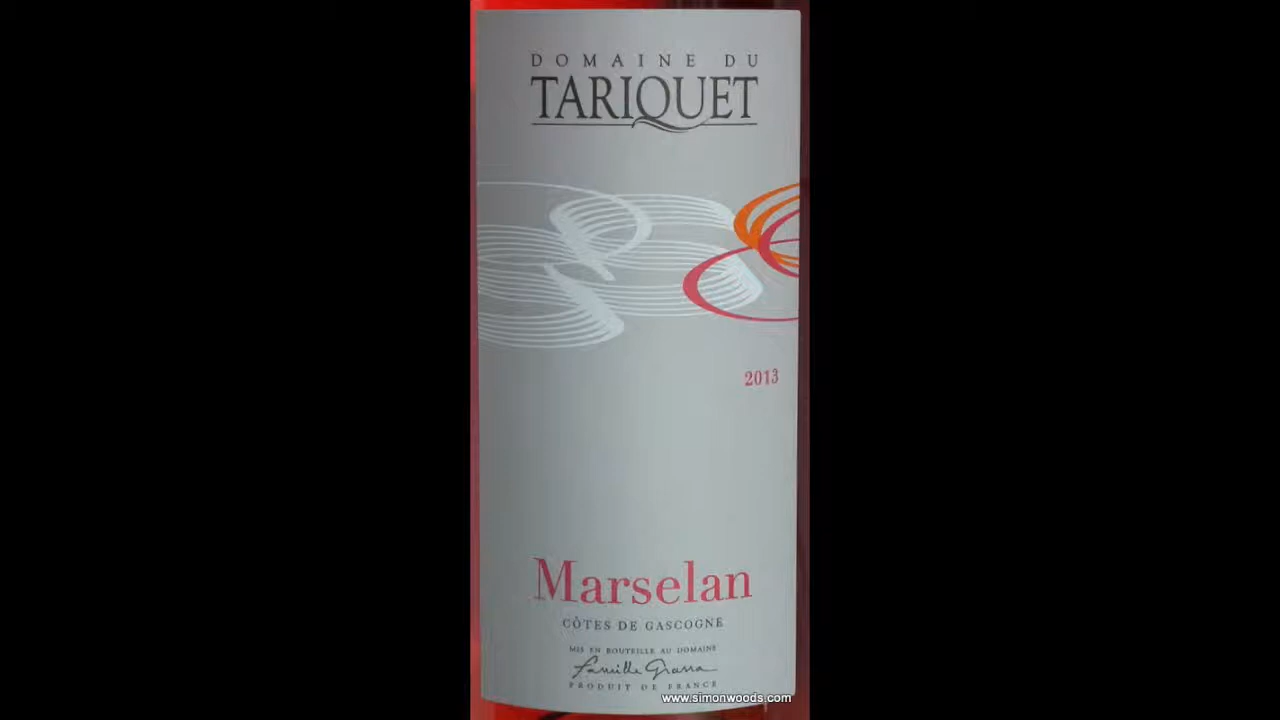 DOMAINE DU
TARIQUET
2013
Marselan
CÔTES DE GASCOGNE
MIS EN BOUTEILLE AU DOMAINE
Famille Grassa
PRODUIT DE FRANCE
www.simonwoods.com